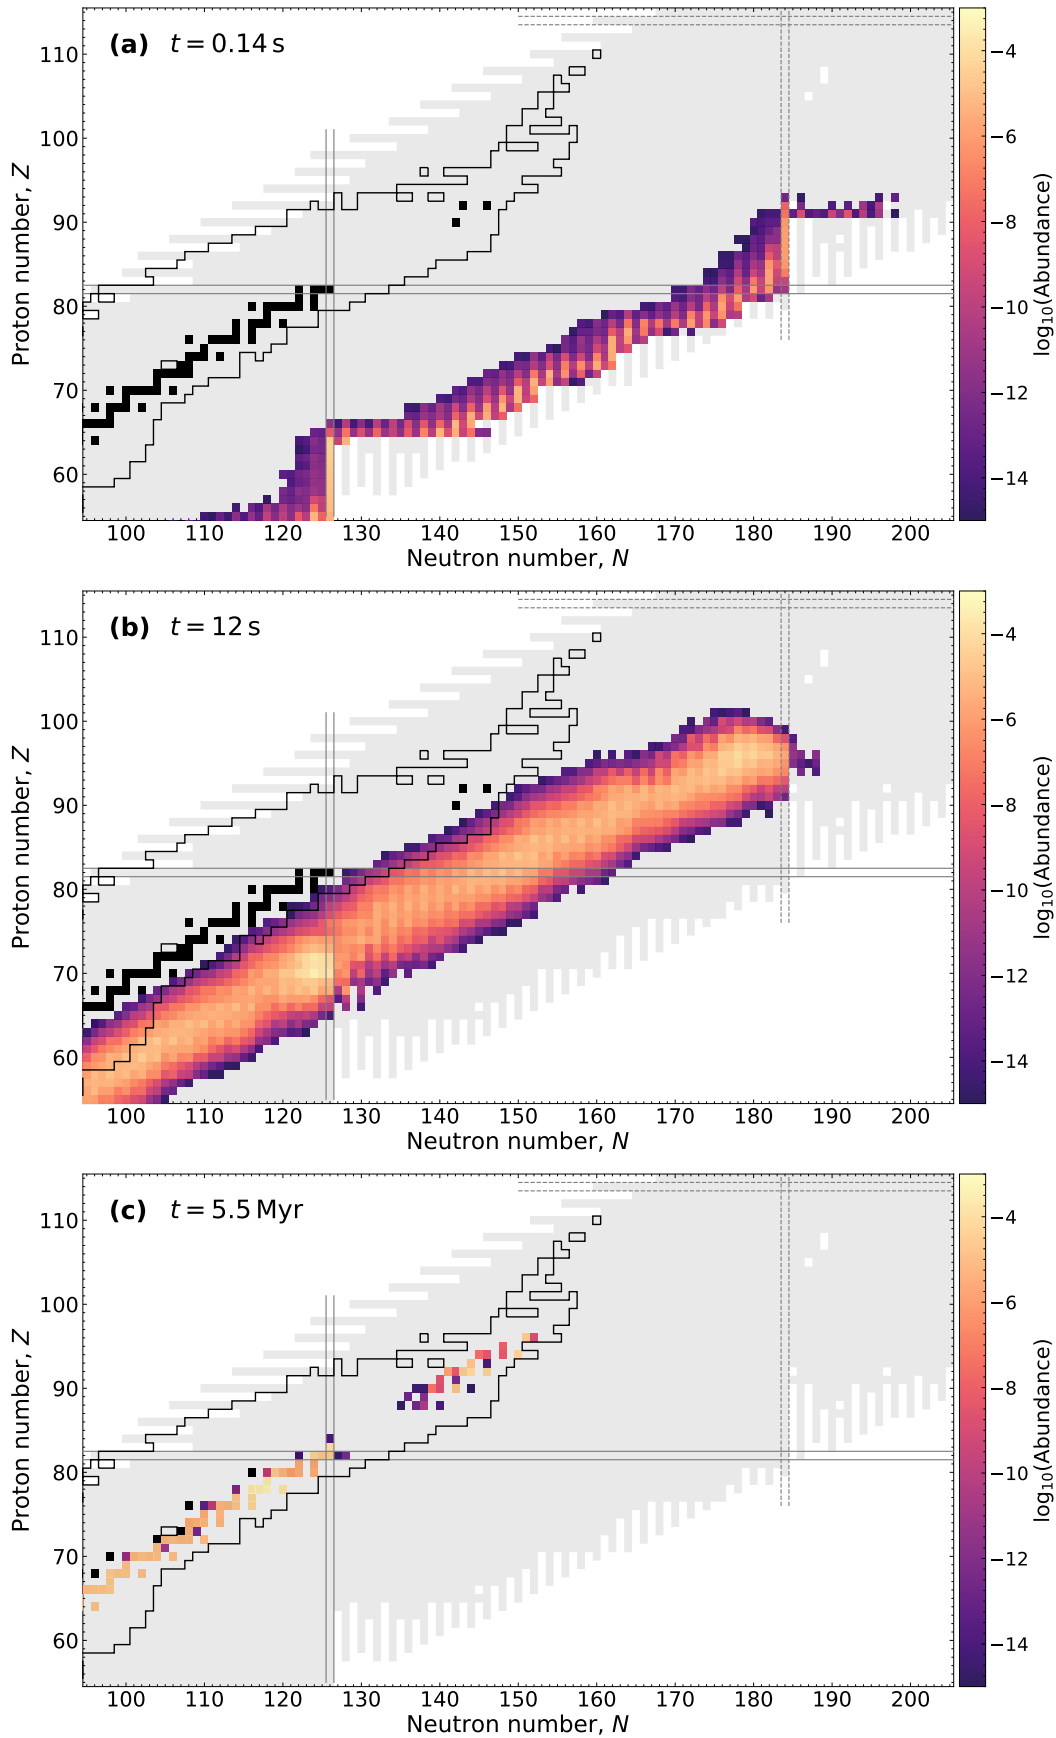 (a) t = 0.14 s
110
100
90
80
70
60
Proton number, Z
100 110 120 130 140 150 160 170 180 190 200
Neutron number, N
−4
−6
−8
−10
−12
−14
log10(Abundance)
(b) t = 12 s
110
100
90
80
70
60
Proton number, Z
100 110 120 130 140 150 160 170 180 190 200
Neutron number, N
−4
−6
−8
−10
−12
−14
log10(Abundance)
(c) t = 5.5 Myr
110
100
90
80
70
60
Proton number, Z
100 110 120 130 140 150 160 170 180 190 200
Neutron number, N
−4
−6
−8
−10
−12
−14
log10(Abundance)